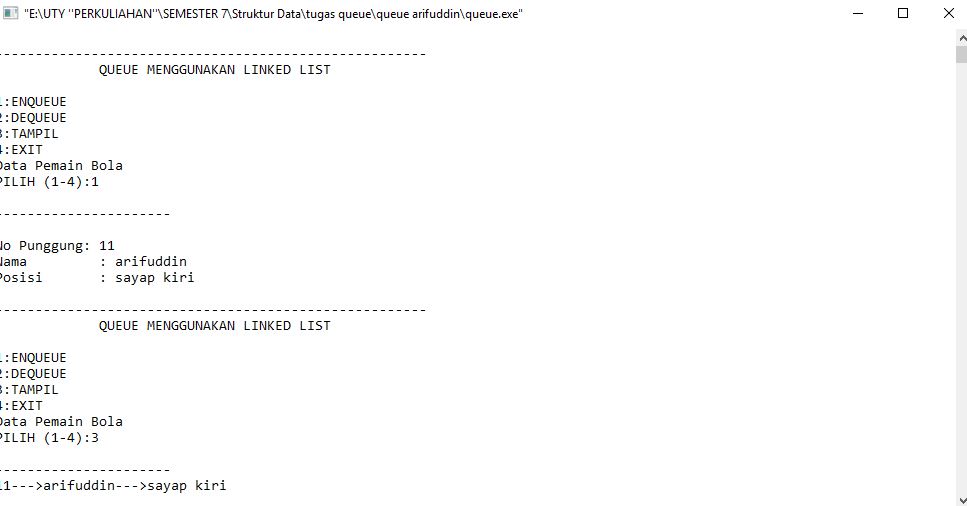 "E:\UTY ''PERKULIAHAN''\SEMESTER 7\Struktur Data\tugas queue\queue arifuddin\queue.exe"
------------------------------------------------------
QUEUE MENGGUNAKAN LINKED LIST
1:ENQUEUE
2:DEQUEUE
3:TAMPIL
4:EXIT
Data Pemain Bola
PILIH (1-4):1
----------------------
No Punggung: 11
Nama : arifuddin
Posisi : sayap kiri
------------------------------------------------------
QUEUE MENGGUNAKAN LINKED LIST
1:ENQUEUE
2:DEQUEUE
3:TAMPIL
4:EXIT
Data Pemain Bola
PILIH (1-4):3
----------------------
11--->arifuddin--->sayap kiri